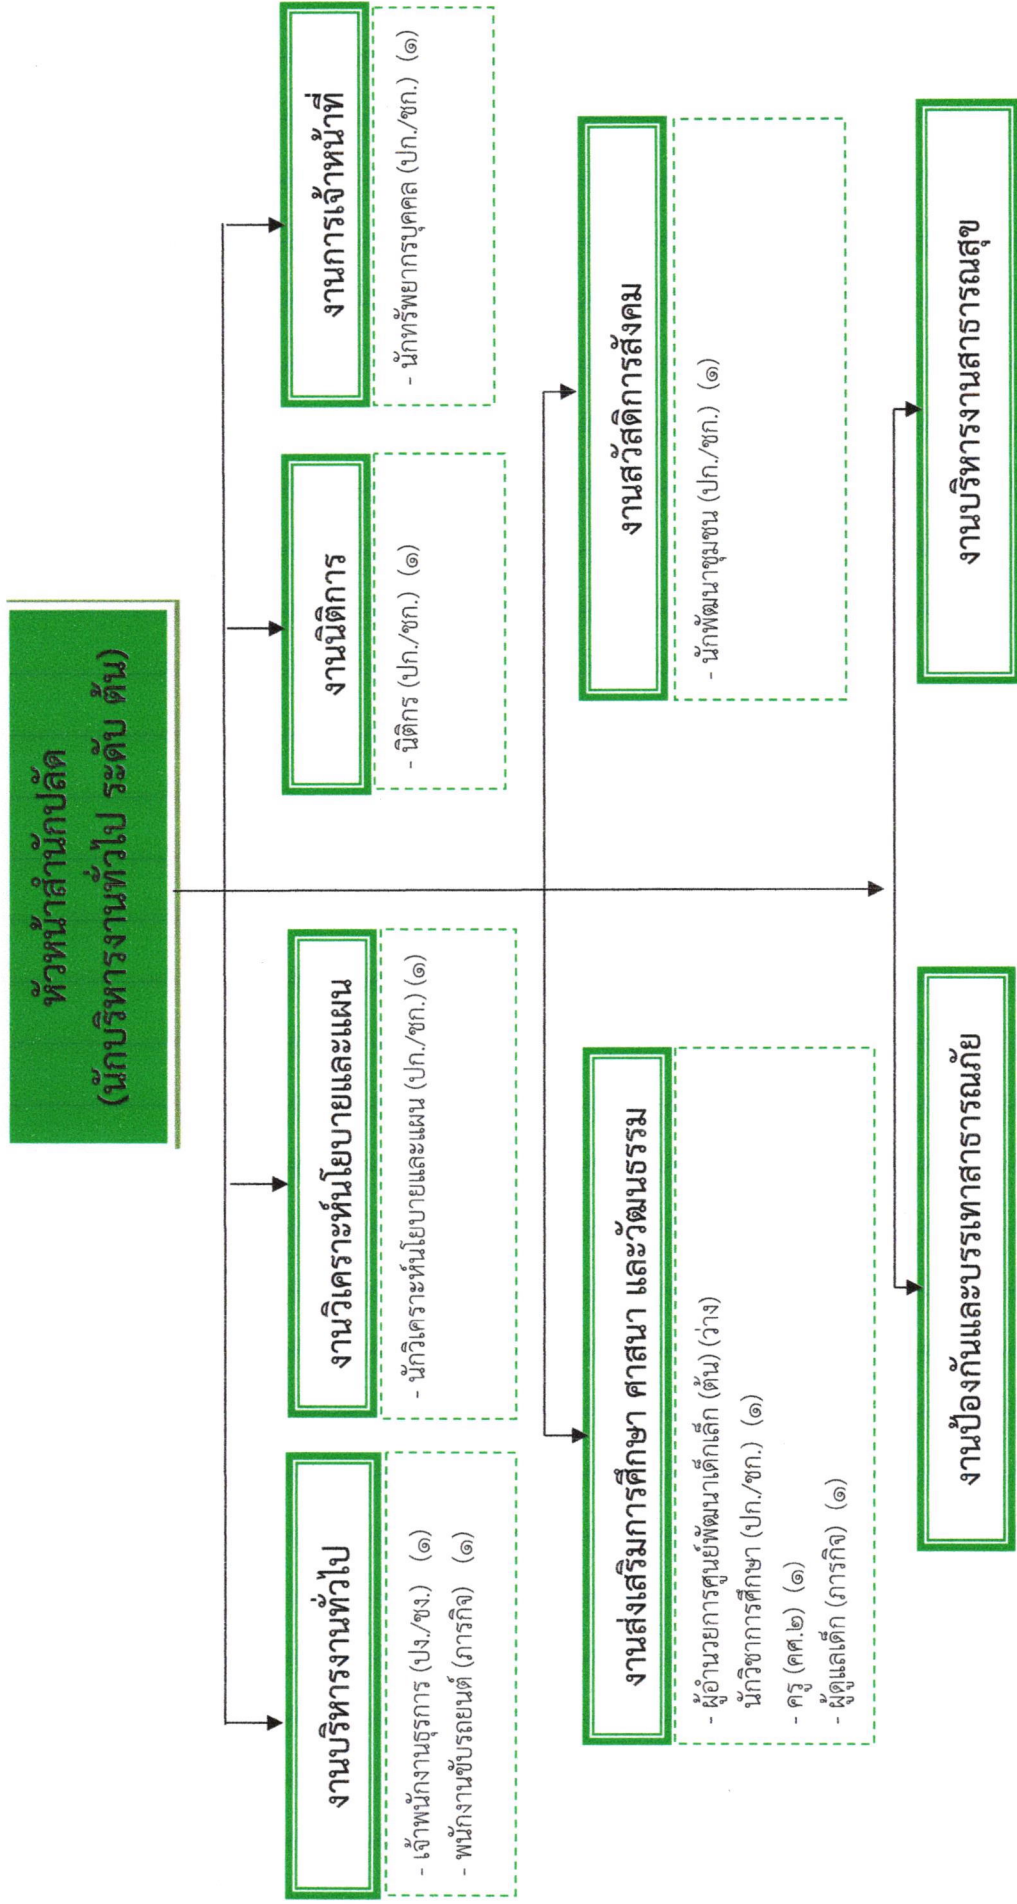 หัวหน้าสำนักปลัด
(นักบริหารงานทั่วไป ระดับ ต้น)
งานบริหารงานทั่วไป
- เจ้าพนักงานธุรการ (ปง./ชง.) (๑)
- พนักงานขับรถยนต์ (ภารกิจ) (๑)
งานวิเคราะห์นโยบายและแผน
- นักวิเคราะห์นโยบายและแผน (ปก./ชก.) (๑)
งานนิติการ
- นิติกร (ปก./ชก.) (๑)
งานการเจ้าหน้าที่
- นักทรัพยากรบุคคล (ปก./ชก.) (๑)
งานส่งเสริมการศึกษา ศาสนา และวัฒนธรรม
- ผู้อำนวยการศูนย์พัฒนาเด็กเล็ก (ต้น) (ว่าง)
นักวิชาการศึกษา (ปก./ชก.) (๑)
- ครู (คศ.๒) (๑)
- ผู้ดูแลเด็ก (ภารกิจ) (๑)
งานสวัสดิการสังคม
- นักพัฒนาชุมชน (ปก./ชก.) (๑)
งานป้องกันและบรรเทาสาธารณภัย
งานบริหารงานสาธารณสุข